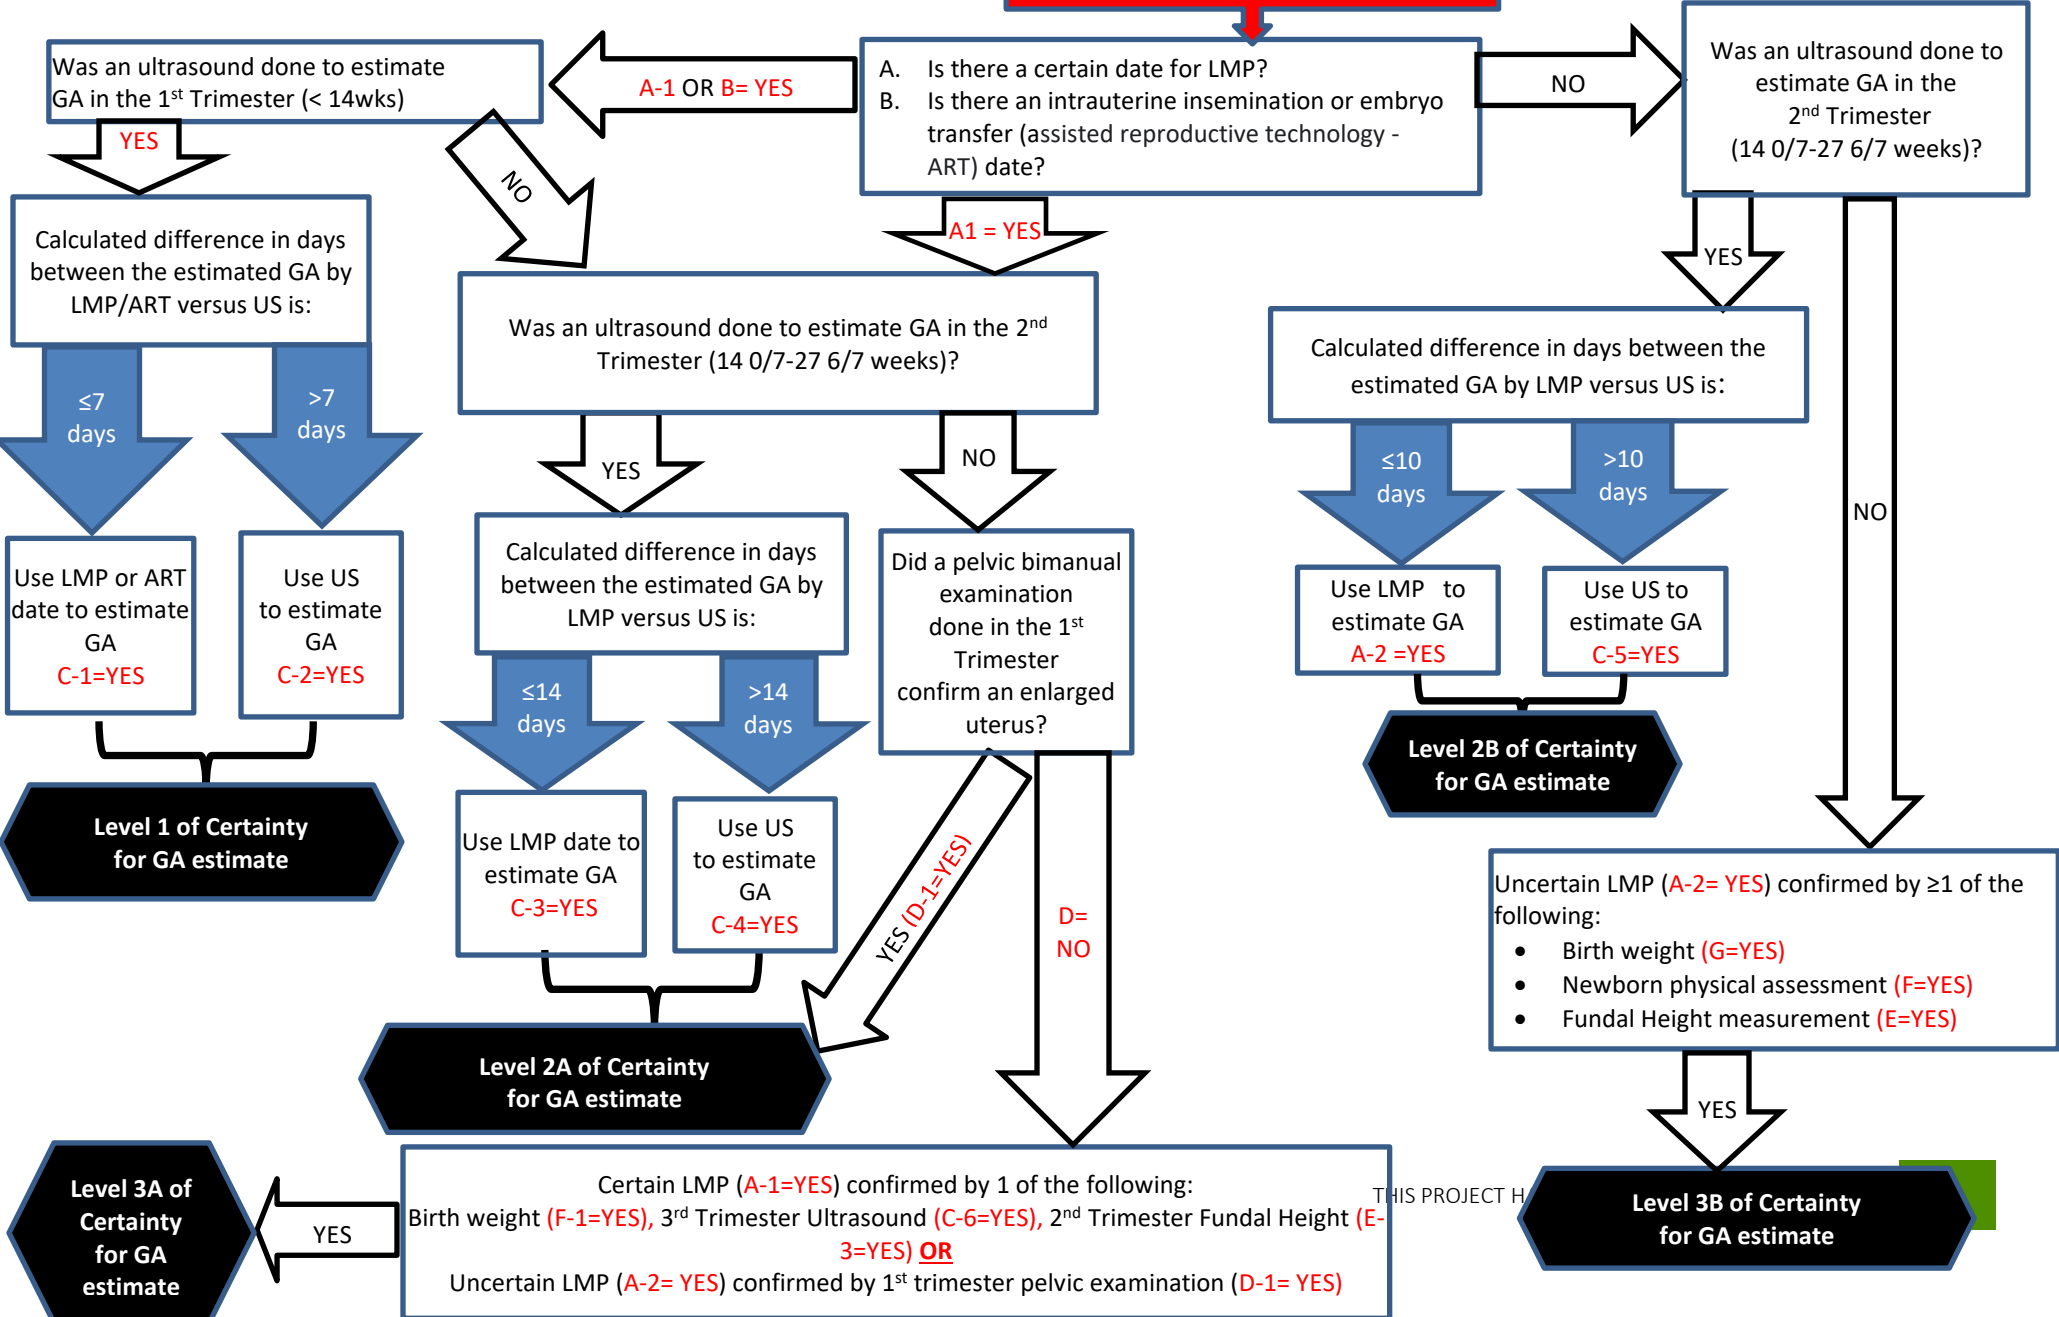 Was an ultrasound done to estimate
GA in the 1st Trimester (< 14wks)
A-1 OR B= YES
A. Is there a certain date for LMP?
B. Is there an intrauterine insemination or embryo
transfer (assisted reproductive technology -
ART) date?
NO
Was an ultrasound done to
estimate GA in the
2nd Trimester
(14 0/7-27 6/7 weeks)?
YES
NO
A1 = YES
YES
NO
Calculated difference in days
between the estimated GA by
LMP/ART versus US is:
≤7
days
>7
days
Use LMP or ART
date to estimate
GA
C-1=YES
Use US
to estimate
GA
C-2=YES
Level 1 of Certainty
for GA estimate
Was an ultrasound done to estimate GA in the 2nd
Trimester (14 0/7-27 6/7 weeks)?
YES
NO
Calculated difference in days
between the estimated GA by
LMP versus US is:
≤14
days
>14
days
Use LMP date to
estimate GA
C-3=YES
Use US
to estimate
GA
C-4=YES
Did a pelvic bimanual
examination
done in the 1st
Trimester
confirm an enlarged
uterus?
YES (D-1=YES)
D=
NO
Level 2A of Certainty
for GA estimate
Calculated difference in days between the
estimated GA by LMP versus US is:
≤10
days
>10
days
Use LMP to
estimate GA
A-2 =YES
Use US to
estimate GA
C-5=YES
Level 2B of Certainty
for GA estimate
Uncertain LMP (A-2= YES) confirmed by ≥1 of the
following:
• Birth weight (G=YES)
• Newborn physical assessment (F=YES)
• Fundal Height measurement (E=YES)
YES
Level 3B of Certainty
for GA estimate
Certain LMP (A-1=YES) confirmed by 1 of the following:
Birth weight (F-1=YES), 3rd Trimester Ultrasound (C-6=YES), 2nd Trimester Fundal Height (E-
3=YES) OR
Uncertain LMP (A-2= YES) confirmed by 1st trimester pelvic examination (D-1= YES)
YES
Level 3A of
Certainty
for GA
estimate
THIS PROJECT H